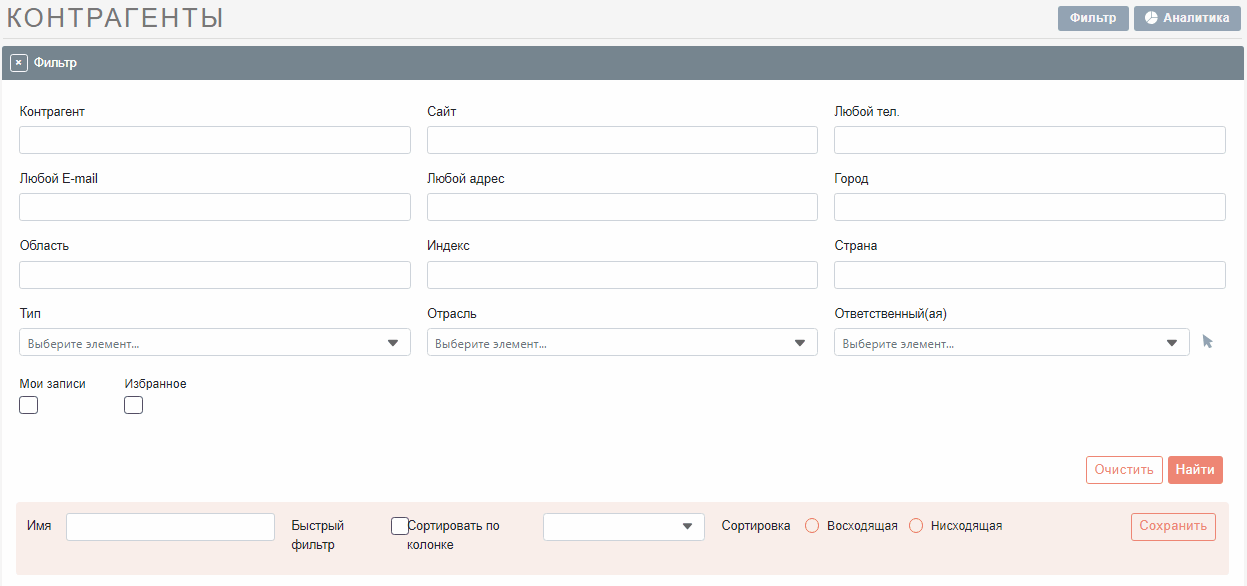 КОНТРАГЕНТЫ
Фильтр
Аналитика
Фильтр
Контрагент
Сайт
Любой тел.
Любой E-mail
Любой адрес
Город
Область
Индекс
Страна
Тип
Отрасль
Ответственный(ая)
Выберите элемент...
Выберите элемент...
Выберите элемент...
Мои записи
Избранное
Очистить
Найти
Имя
Быстрый
фильтр
Сортировать по
колонке
Сортировка
Восходящая
Нисходящая
Сохранить